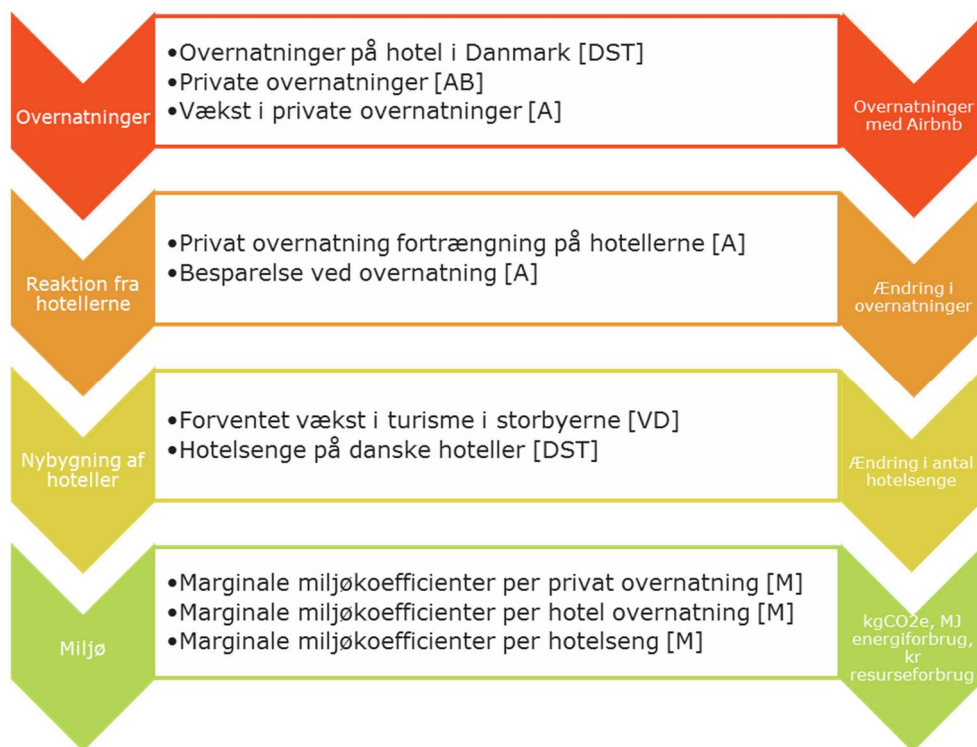 Overnatninger
•Overnatninger på hotel i Danmark [DST]
•Private overnatninger [AB]
•Vækst i private overnatninger [A]
Overnatninger
med Airbnb
Reaktion fra
hotellerne
•Privat overnatning fortrængning på hotellerne [A]
•Besparelse ved overnatning [A]
Ændring i
overnatninger
Nybygning af
hoteller
•Forventet vækst i turisme i storbyerne [VD]
•Hotelsenge på danske hoteller [DST]
Ændring i antal
hotelsenge
Miljø
•Marginale miljøkoefficienter per privat overnatning [M]
•Marginale miljøkoefficienter per hotel overnatning [M]
•Marginale miljøkoefficienter per hotelseng [M]
kgCO2e, MJ
energiforbrug,
kr
resurseforbrug